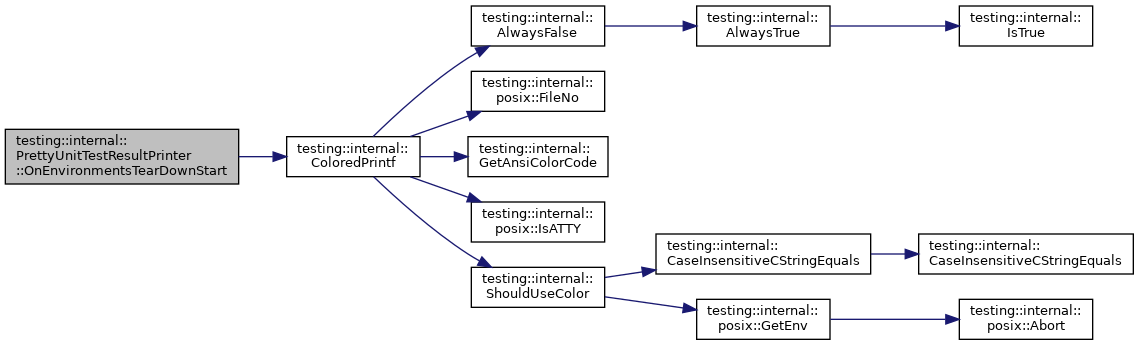 testing::internal::
PrettyUnitTestResultPrinter
::OnEnvironmentsTearDownStart
testing::internal::
ColoredPrintf
testing::internal::
AlwaysFalse
testing::internal::
AlwaysTrue
testing::internal::
IsTrue
testing::internal::
posix::FileNo
testing::internal::
GetAnsiColorCode
testing::internal::
posix::IsATTY
testing::internal::
ShouldUseColor
testing::internal::
CaseInsensitiveCStringEquals
testing::internal::
CaseInsensitiveCStringEquals
testing::internal::
posix::GetEnv
testing::internal::
posix::Abort